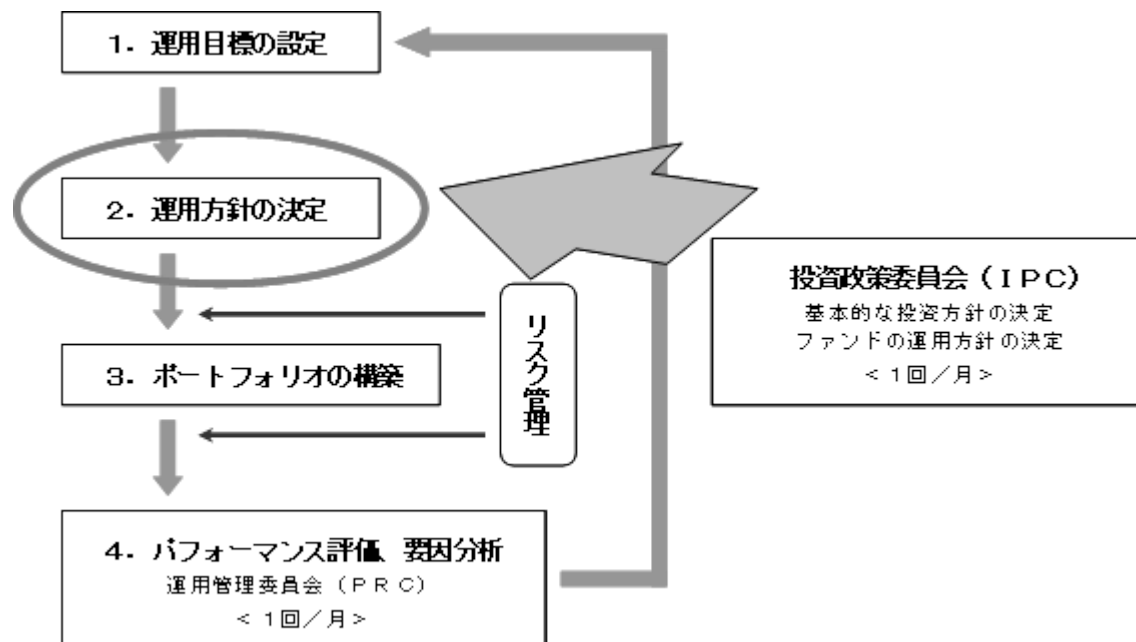 １．運用目標の設定
２．運用方針の決定
投資政策委員会（ＩＰＣ）
基本的な投資方針の決定
ファンドの運用方針の決定
＜１回／月＞
リスク管理
３．ポートフォリオの構築
４．パフォーマンス評価、要因分析
運用管理委員会（ＰＲＣ）
＜１回／月＞